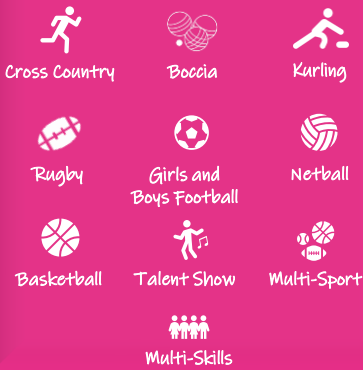 Cross Country
Boccia
Kurling
Rugby
Girls and
Boys Football
Netball
Basketball
Talent Show
Multi-Sport
Multi-Skills